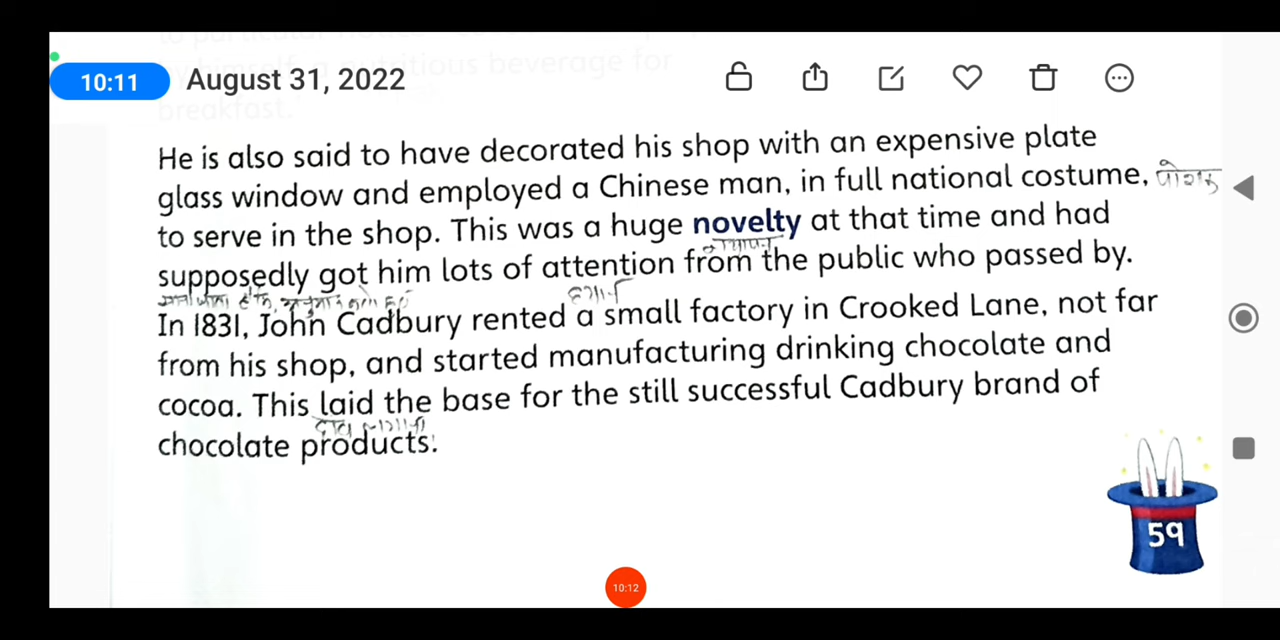 10:11 August 31, 2022
breakfast.
He is also said to have decorated his shop with an expensive plate
glass window and employed a Chinese man, in full national costume, पोशाक
to serve in the shop. This was a huge novelty at that time and had
नयापन
supposedly got him lots of attention from the public who passed by.
In 1831, John Cadbury rented a small factory in Crooked Lane, not far
from his shop, and started manufacturing drinking chocolate and
cocoa. This laid the base for the still successful Cadbury brand of
chocolate products.
59
10:12